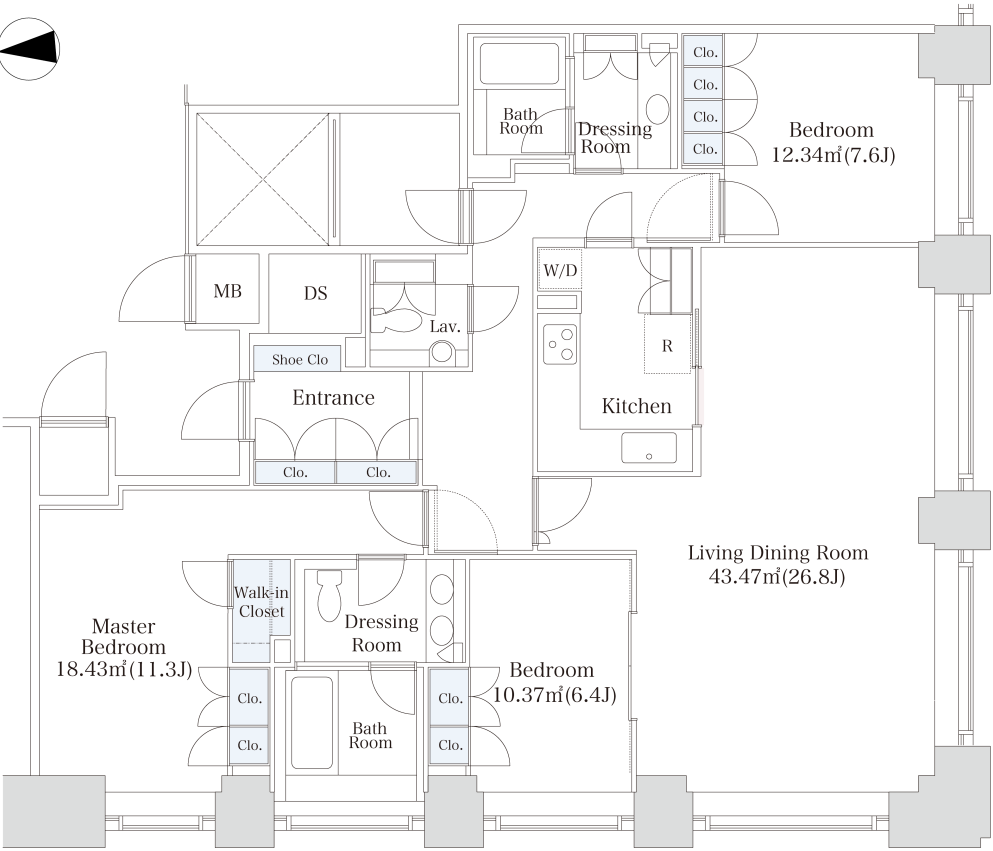 Clo.
Clo.
Clo.
Clo.
Bath
Room
Dressing
Room
Bedroom
12.34㎡(7.6J)
MB
DS
W/D
Lav.
R
Shoe Clo
Entrance
Kitchen
Clo.
Clo.
Living Dining Room
43.47㎡(26.8J)
Walk-in
Closet
Master
Bedroom
18.43㎡(11.3J)
Dressing
Room
Bedroom
10.37㎡(6.4J)
Clo.
Clo.
Bath
Room
Clo.
Clo.